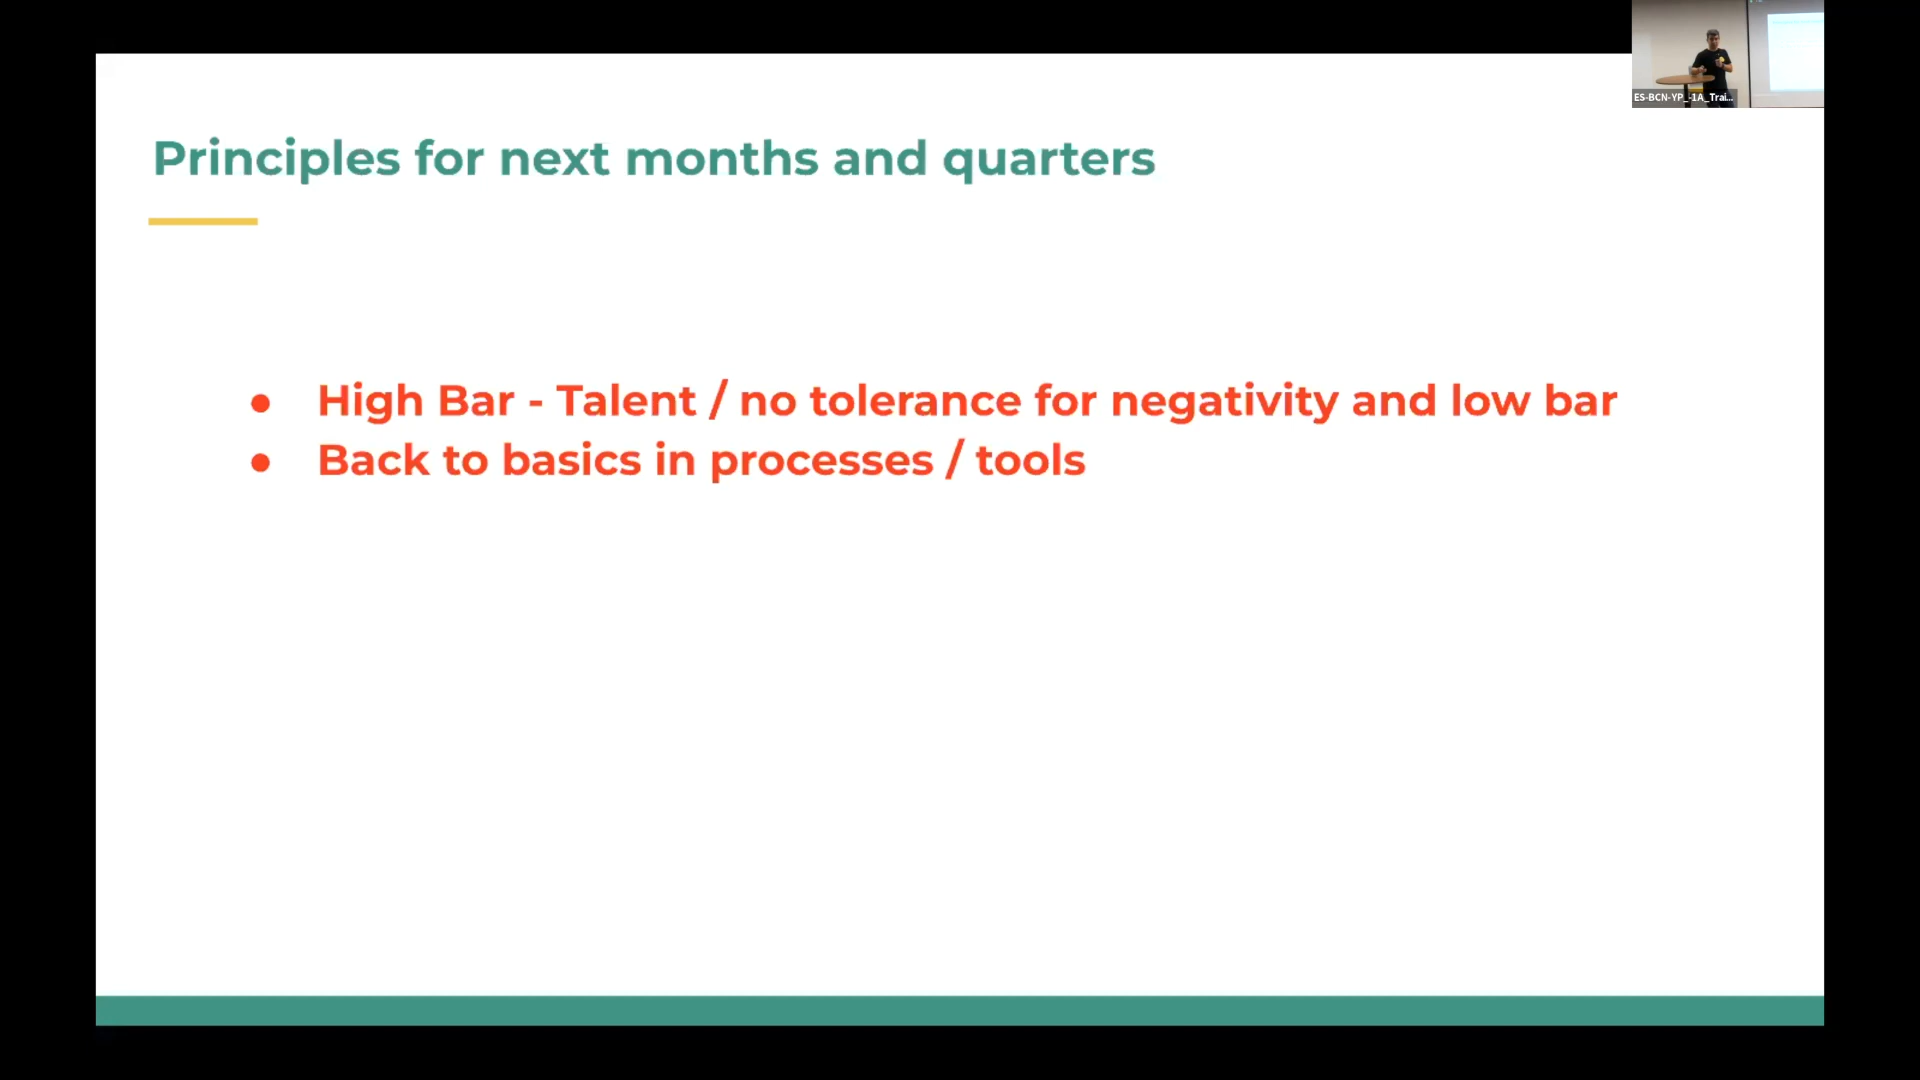 Principles for next months and quarters
ES-BCN-YP_-1A_Trai...
● High Bar - Talent / no tolerance for negativity and low bar
● Back to basics in processes / tools